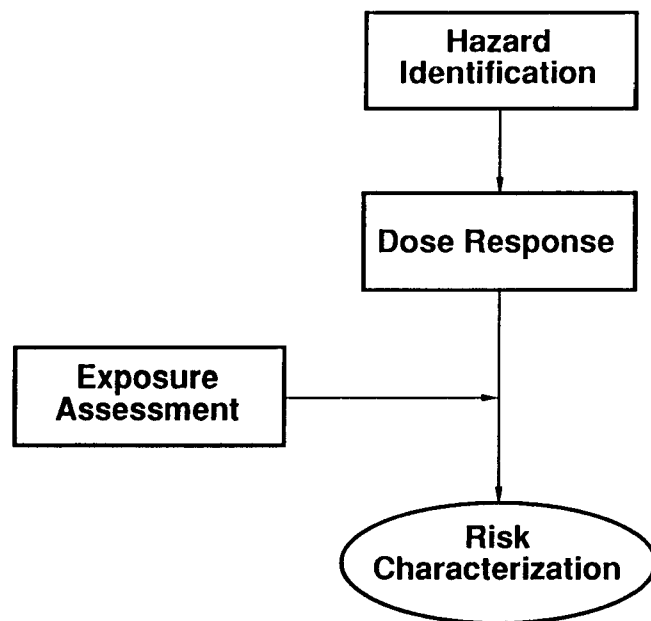 Hazard
Identification
Dose Response
Exposure
Assessment
Risk
Characterization